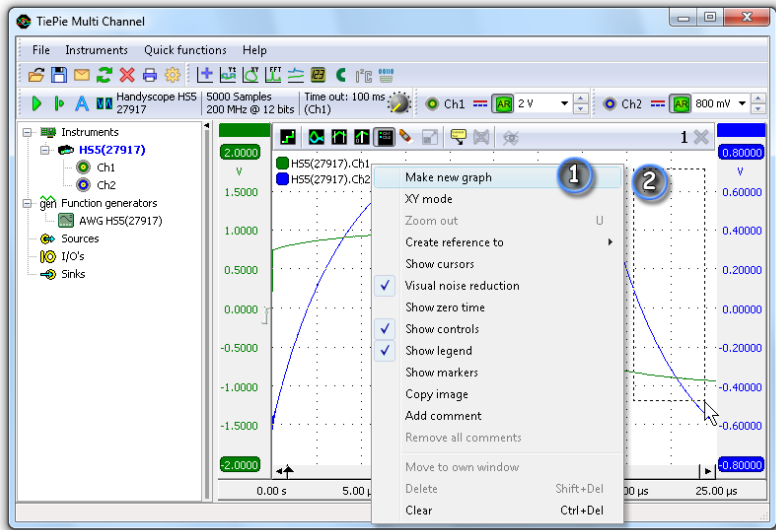 TiePie Multi Channel
File Instruments Quick functions Help
Handyscope HS5 27917
5000 Samples
200 MHz @ 12 bits
Time out: 100 ms
(Ch1)
Ch1 AR 2 V
Ch2 AR 800 mV
Instruments
HS5(27917)
Ch1
Ch2
Function generators
AWG HS5(27917)
Sources
I/O's
Sinks
1
HS5(27917).Ch1
HS5(27917).Ch
2.0000
V
1.5000
1.0000
0.5000
0.0000
-0.5000
-1.0000
-1.5000
-2.0000
Make new graph
XY mode
Zoom out U
Create reference to
Show cursors
Visual noise reduction
Show zero time
Show controls
Show legend
Show markers
Copy image
Add comment
Remove all comments
Move to own window
Delete Shift+Del
Clear Ctrl+Del
1
2
0.80000
V
0.60000
0.40000
0.20000
0.00000
-0.20000
-0.40000
-0.60000
-0.80000
0.00 s
5.00 µ
00 µs
25.00 µs